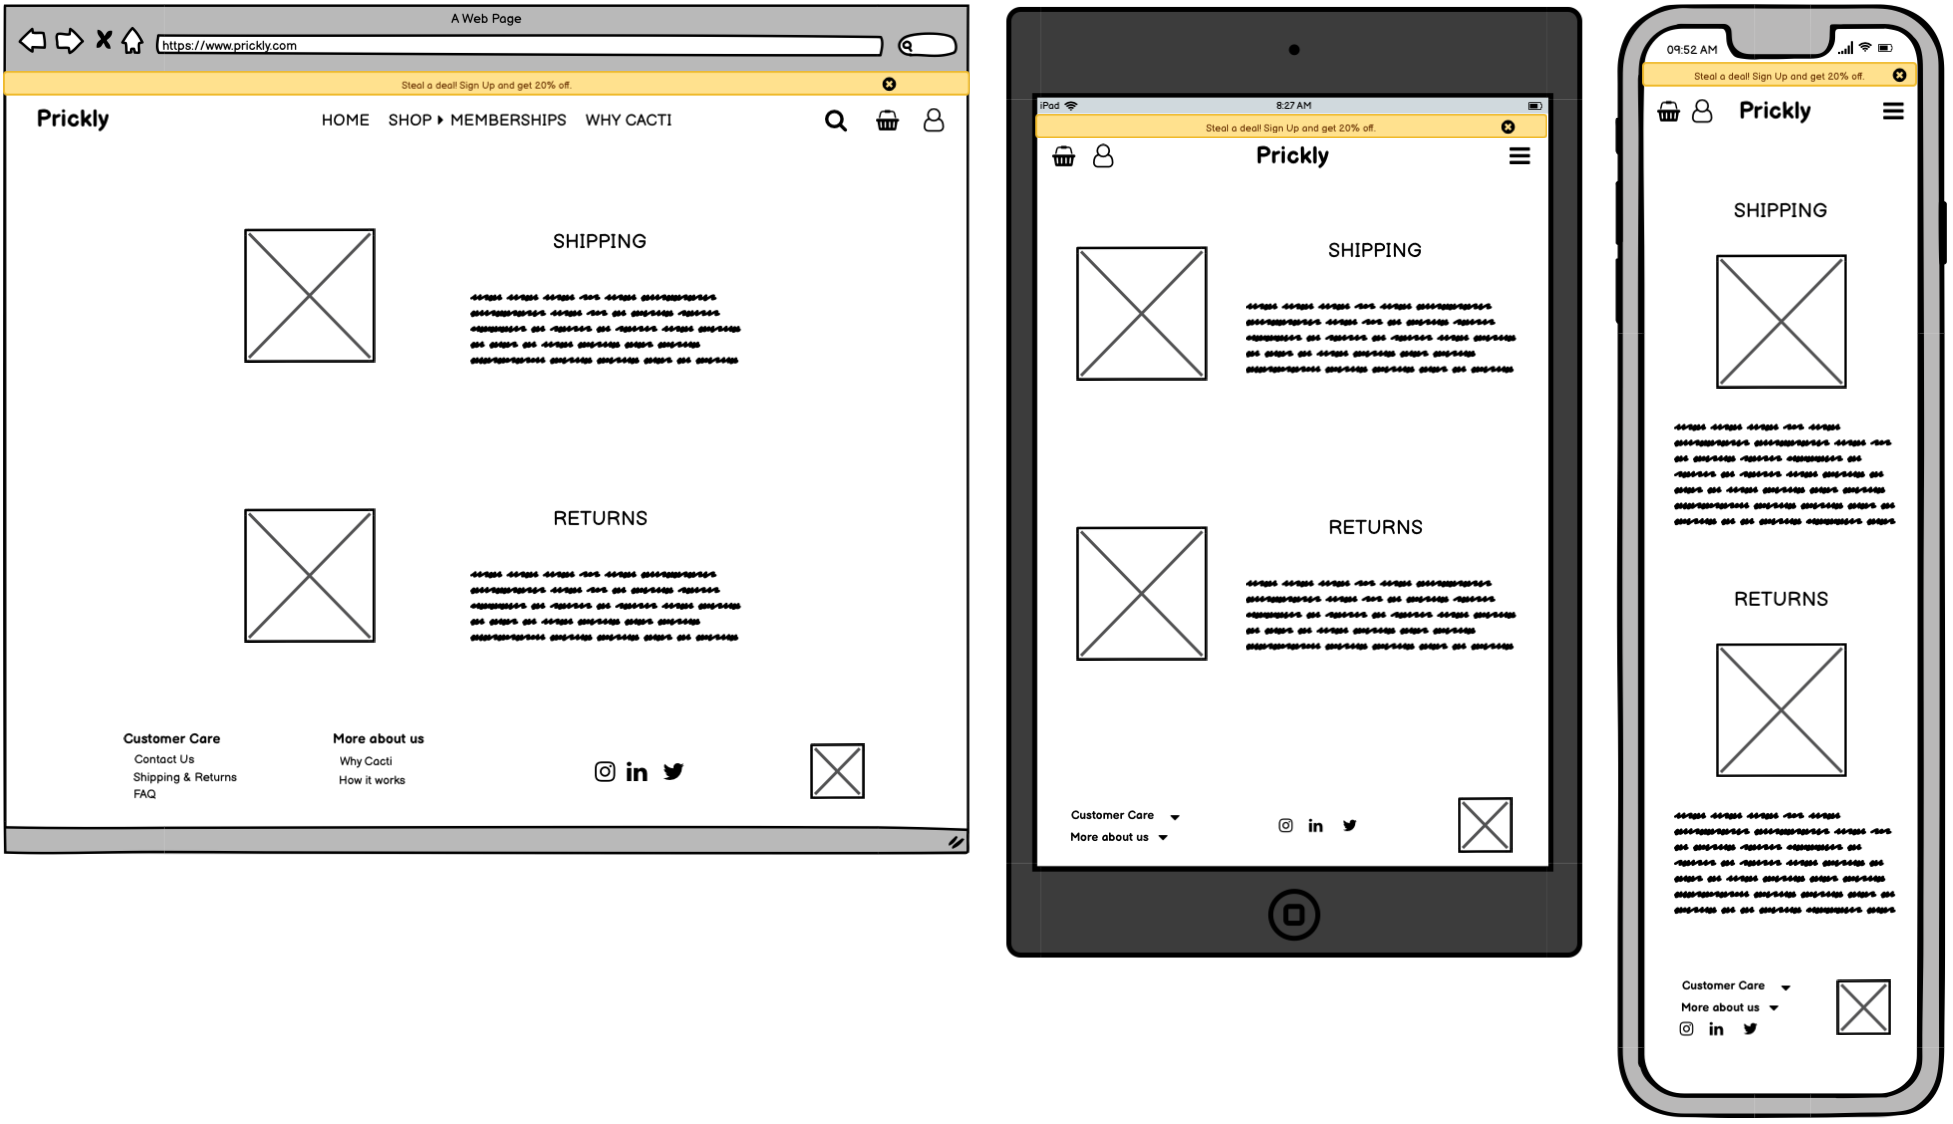 A Web Page
https://www.prickly.com
Steal a deal! Sign Up and get 20% off.
Prickly
HOME SHOP MEMBERSHIPS WHY CACTI
SHIPPING
RETURNS
Customer Care
Contact Us
Shipping & Returns
FAQ
More about us
Why Cacti
How it works
iPad
8:27 AM
Steal a deal! Sign Up and get 20% off.
Prickly
SHIPPING
RETURNS
Customer Care
More about us
09:52 AM
Steal a deal! Sign Up and get 20% off.
Prickly
SHIPPING
RETURNS
Customer Care
More about us